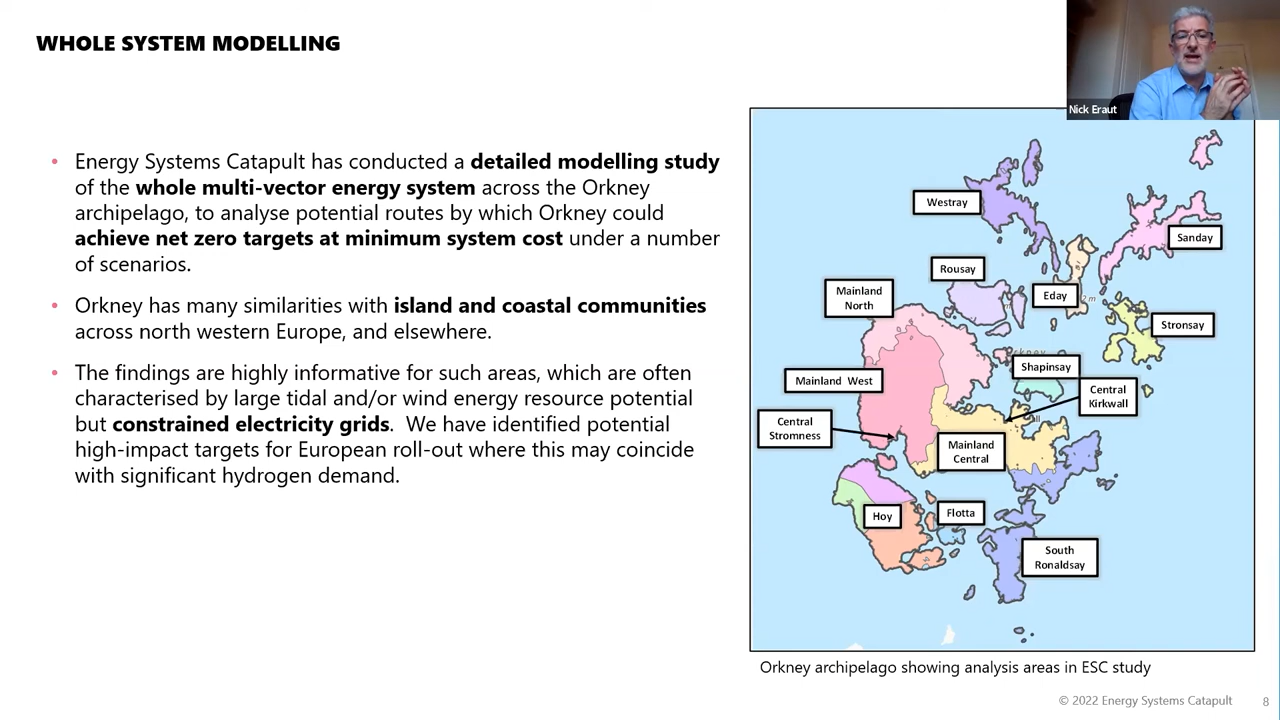 WHOLE SYSTEM MODELLING
Nick Eraut
• Energy Systems Catapult has conducted a detailed modelling study
of the whole multi-vector energy system across the Orkney
archipelago, to analyse potential routes by which Orkney could
achieve net zero targets at minimum system cost under a number
of scenarios.
• Orkney has many similarities with island and coastal communities
across north western Europe, and elsewhere.
• The findings are highly informative for such areas, which are often
characterised by large tidal and/or wind energy resource potential
but constrained electricity grids. We have identified potential
high-impact targets for European roll-out where this may coincide
with significant hydrogen demand.
Westray
Sanday
Rousay
Mainland
North
Eday
Stronsay
Shapinsay
Mainland West
Central
Kirkwall
Central
Stromness
Mainland
Central
Hoy
Flotta
South
Ronaldsay
Orkney archipelago showing analysis areas in ESC study
© 2022 Energy Systems Catapult
8